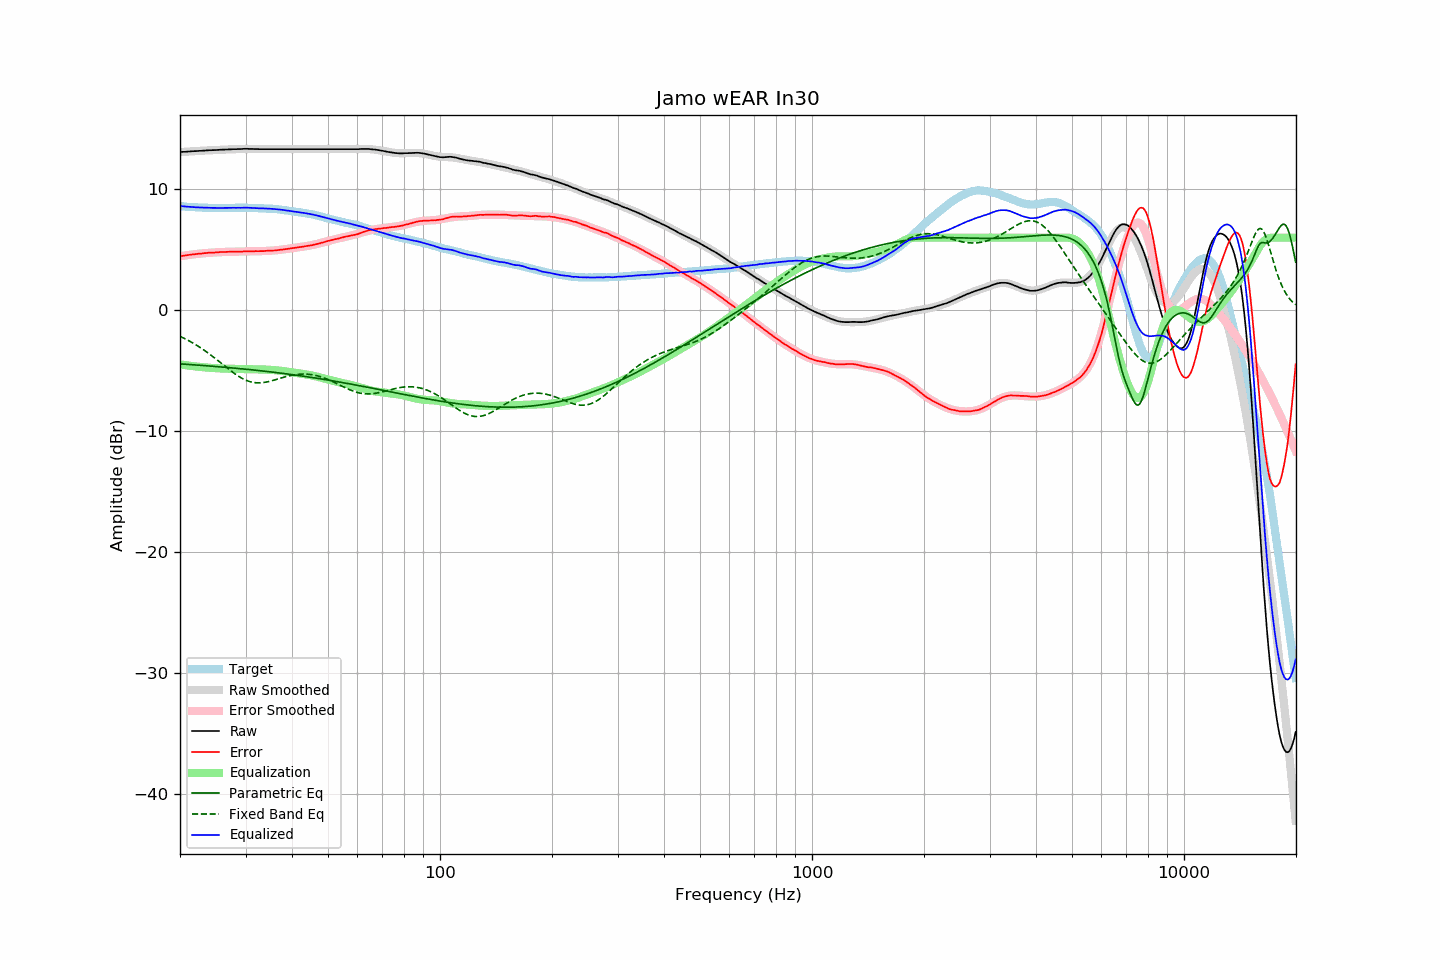 Jamo wEAR In30
Amplitude (dBr)
10
0
−10
−20
−30
−40
Target
Raw Smoothed
Error Smoothed
Raw
Error
Equalization
Parametric Eq
Fixed Band Eq
Equalized
100
1000
10000
Frequency (Hz)